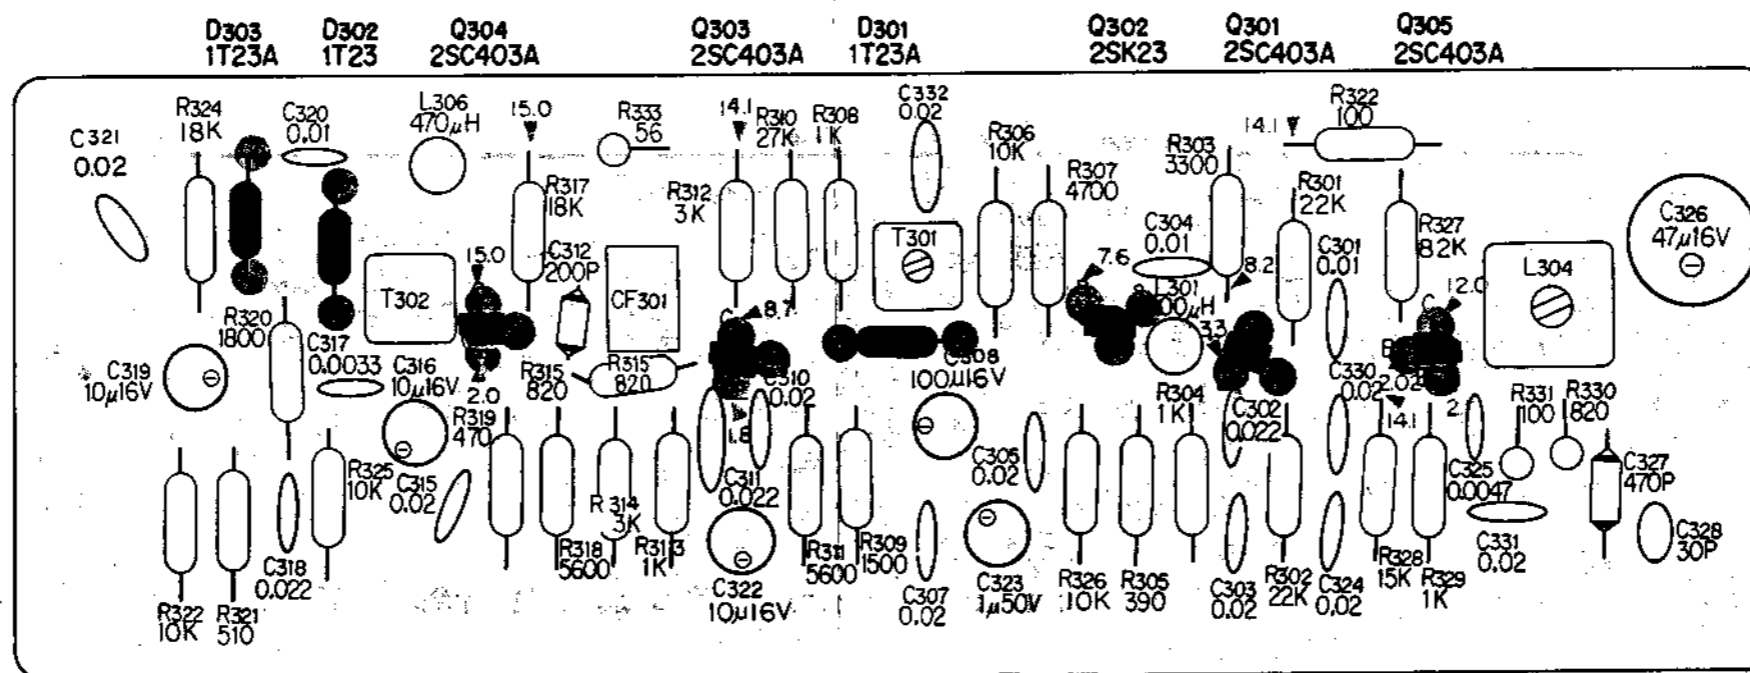 D303
1T23A
D302
1T23
Q304
2SC403A
Q303
2SC403A
D301
1T23A
Q302
2SK23
Q301
2SC403A
Q305
2SC403A
C321
0.02
R324
18K
C320
0.01
L306
470μH
15.0
R333
56
14.1
R310
27K
R308
11K
C332
0.02
R306
10K
R307
4700
R303
3300
14.1
R322
100
R317
18K
R312
3K
T301
C304
0.01
R301
22K
C301
0.01
R327
82K
C326
47μ16V
T302
15.0
C312
200P
CF301
7.6
8.2
L301
12.0
L304
R320
1800
C317
0.0033
C316
10μ16V
C319
10μ16V
2.0
R315
820
R315
820
C
8.7
C308
100μ16V
C310
0.02
3.3
C
B
R304
1K
C330
0.02
2.02
14.1
2
R331
100
R330
820
R319
470
1.8
C302
0.022
R325
10K
C315
0.02
C311
0.022
C305
0.02
C325
0.0047
C327
470P
R314
3K
C318
0.022
R318
5600
R313
1K
R311
5600
R309
1500
C331
0.02
C328
30P
R322
10K
R321
510
C322
10μ16V
C307
0.02
C323
1μ50V
R326
10K
R305
390
C303
0.02
R302
22K
C324
0.02
R328
15K
R329
1K